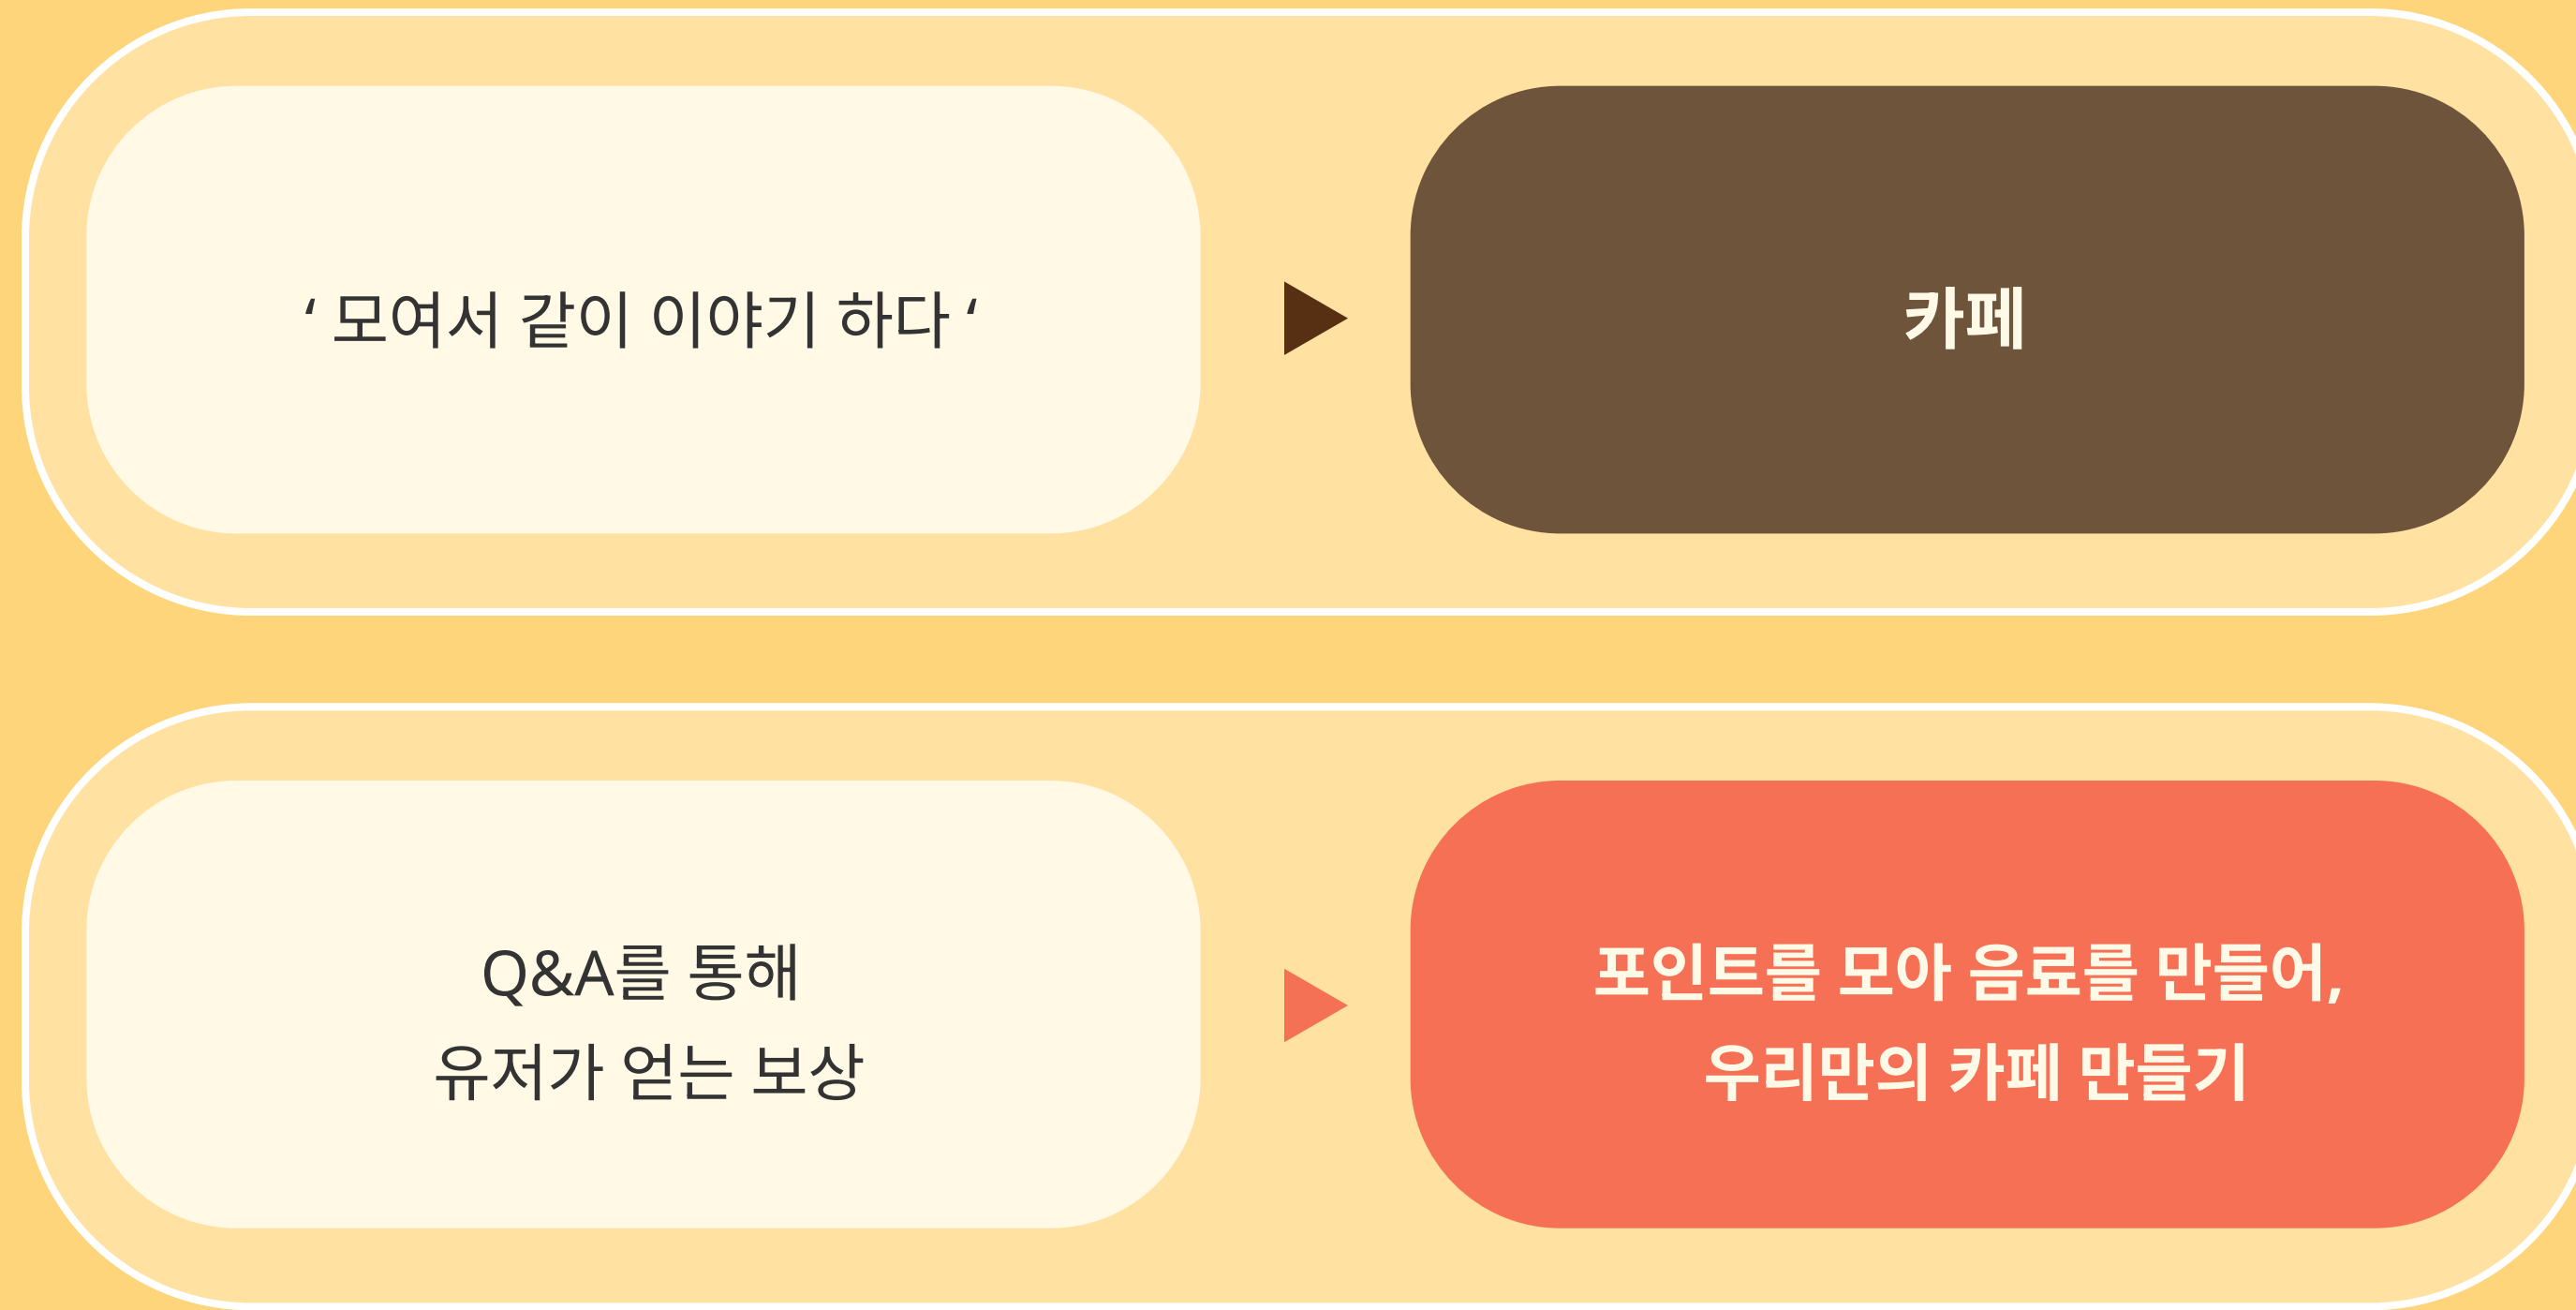 ‘ 모여서 같이 이야기 하다 ‘
카페
Q&A를 통해
유저가 얻는 보상
포인트를 모아 음료를 만들어,
우리만의 카페 만들기